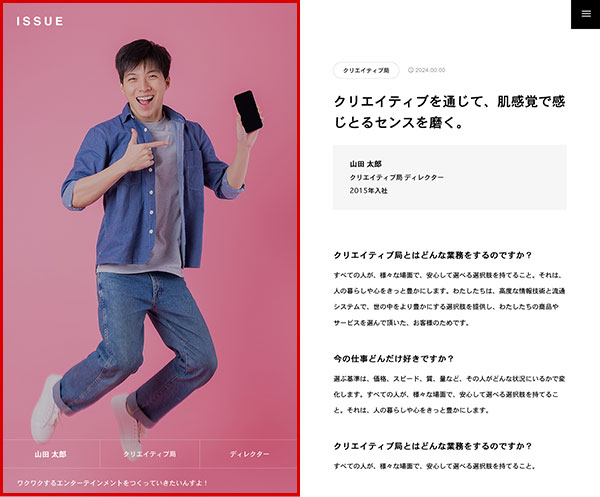 ISSUE
山田 太郎
クリエイティブ局
ディレクター
ワクワクするエンターテインメントをつくっていきたいんすよ！
クリエイティブ局
2024.00.00
クリエイティブを通じて、肌感覚で感
じとるセンスを磨く。
山田 太郎
クリエイティブ局 ディレクター
2015年入社
クリエイティブ局とはどんな業務をするのですか？
すべての人が、様々な場面で、安心して選べる選択肢を持てること。それは、
人の暮らしや心をきっと豊かにします。わたしたちは、高度な情報技術と流通
システムで、世の中をより豊かにする選択肢を提供し、わたしたちの商品や
サービスを選んで頂いた、お客様のためです。
今の仕事どんだけ好きですか？
選ぶ基準は、価格、スピード、質、量など、その人がどんな状況にいるかで変
化します。すべての人が、様々な場面で、安心して選べる選択肢を持てるこ
と。それは、人の暮らしや心をきっと豊かにします。
クリエイティブ局とはどんな業務をするのですか？
すべての人が、様々な場面で、安心して選べる選択肢を持てること。